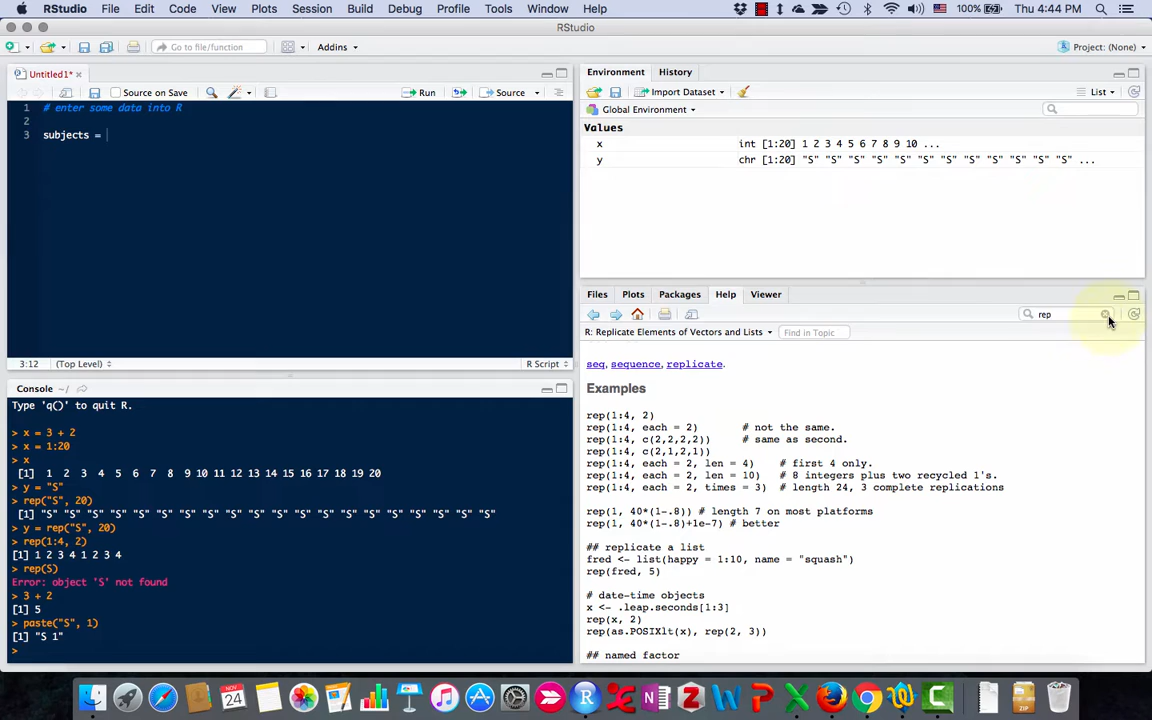 RStudio File Edit Code View Plots Session Build Debug Profile Tools Window Help 100% Thu 4:44 PM
RStudio
Go to file/function Addins Project: (None)
Untitled1*
Source on Save Run Source
1 # enter some data into R
2
3 subjects =
3:12 (Top Level) R Script
Console ~/
Type 'q()' to quit R.
> x = 3 + 2
> x = 1:20
> x
[1] 1 2 3 4 5 6 7 8 9 10 11 12 13 14 15 16 17 18 19 20
> y = "S"
> rep("S", 20)
[1] "S" "S" "S" "S" "S" "S" "S" "S" "S" "S" "S" "S" "S" "S" "S" "S" "S" "S" "S" "S"
> y = rep("S", 20)
> rep(1:4, 2)
[1] 1 2 3 4 1 2 3 4
> rep(S)
Error: object 'S' not found
> 3 + 2
[1] 5
> paste("S", 1)
[1] "S 1"
>
Environment History
Import Dataset List
Global Environment
Values
x int [1:20] 1 2 3 4 5 6 7 8 9 10 ...
y chr [1:20] "S" "S" "S" "S" "S" "S" "S" "S" "S" "S" "S" "S" ...
Files Plots Packages Help Viewer
rep
R: Replicate Elements of Vectors and Lists Find in Topic
seq, sequence, replicate.
Examples
rep(1:4, 2)
rep(1:4, each = 2) # not the same.
rep(1:4, c(2,2,2,2)) # same as second.
rep(1:4, c(2,1,2,1))
rep(1:4, each = 2, len = 4) # first 4 only.
rep(1:4, each = 2, len = 10) # 8 integers plus two recycled 1's.
rep(1:4, each = 2, times = 3) # length 24, 3 complete replications
rep(1, 40*(1-.8)) # length 7 on most platforms
rep(1, 40*(1-.8)+1e-7) # better
## replicate a list
fred <- list(happy = 1:10, name = "squash")
rep(fred, 5)
# date-time objects
x <- .leap.seconds[1:3]
rep(x, 2)
rep(as.POSIXlt(x), rep(2, 3))
## named factor
NOV
24
ZIP